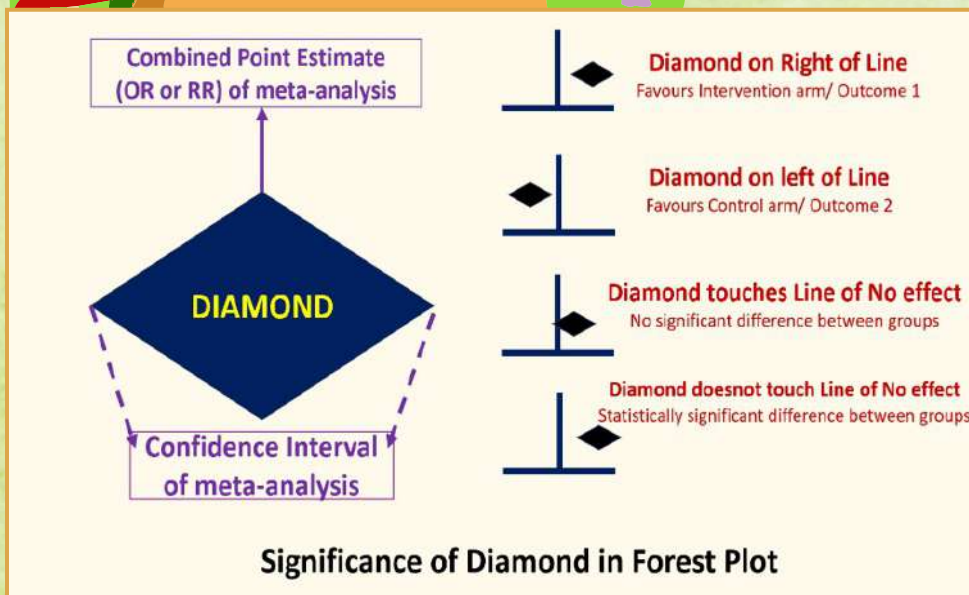 Combined Point Estimate
(OR or RR) of meta-analysis
DIAMOND
Confidence Interval
of meta-analysis
Diamond on Right of Line
Favours Intervention arm/ Outcome 1
Diamond on left of Line
Favours Control arm/ Outcome 2
Diamond touches Line of No effect
No significant difference between groups
Diamond doesnot touch Line of No effect
Statistically significant difference between groups
Significance of Diamond in Forest Plot